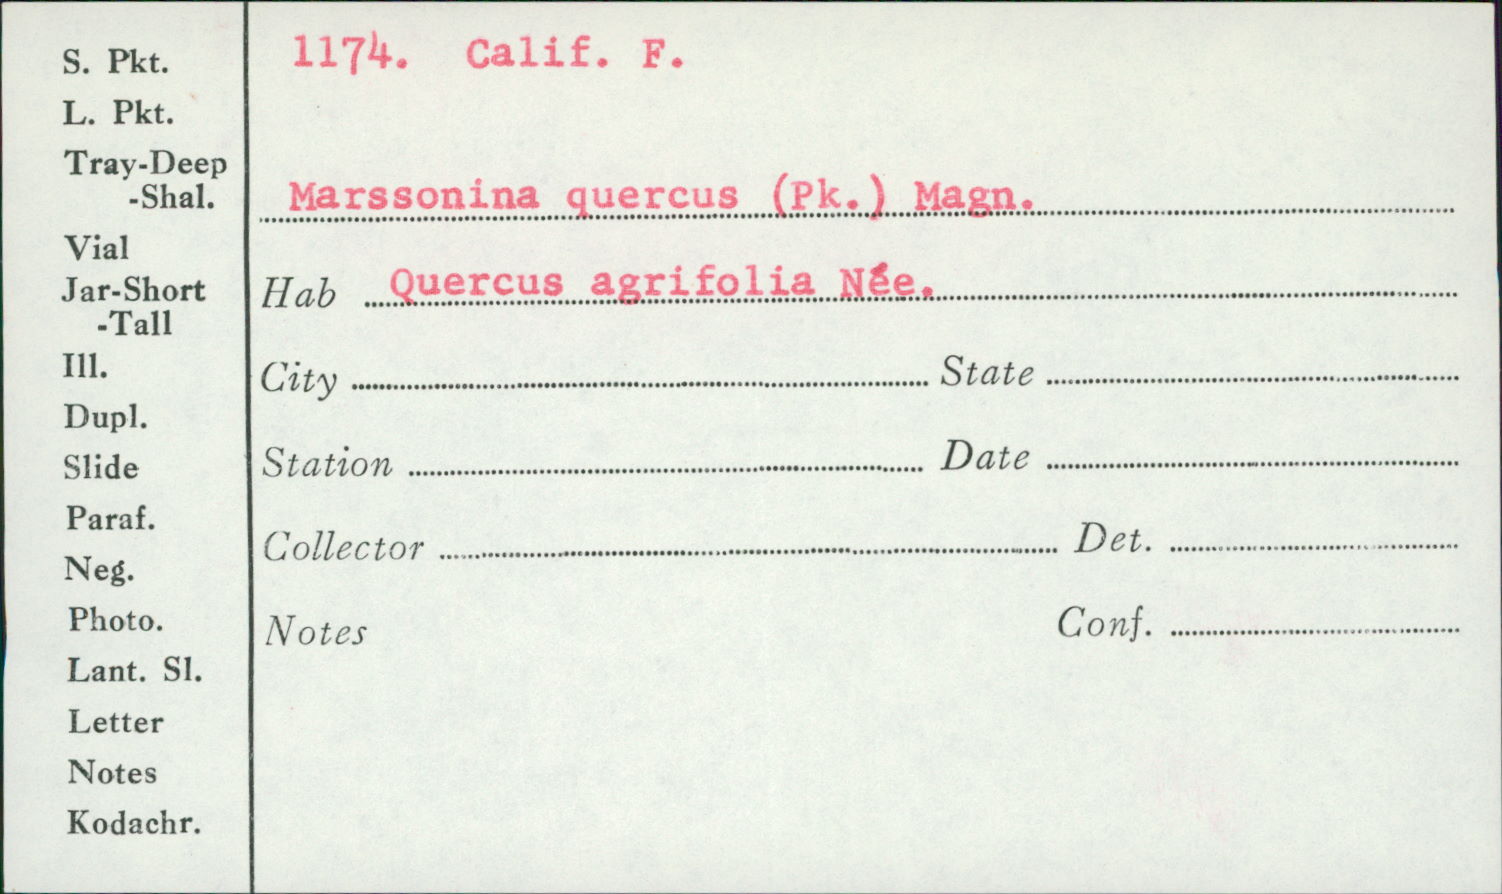 S. Pkt.
L. Pkt.
Tray-Deep
-Shal.
Vial
Jar-Short
-Tall
Ill.
Dupl.
Slide
Paraf.
Neg.
Photo.
Lant. Sl.
Letter
Notes
Kodachr.
1174. Calif. F.
Marssonina quercus (Pk.) Magn.
Hab Quercus agrifolia Née.
City State
Station Date
Collector Det.
Notes Conf.